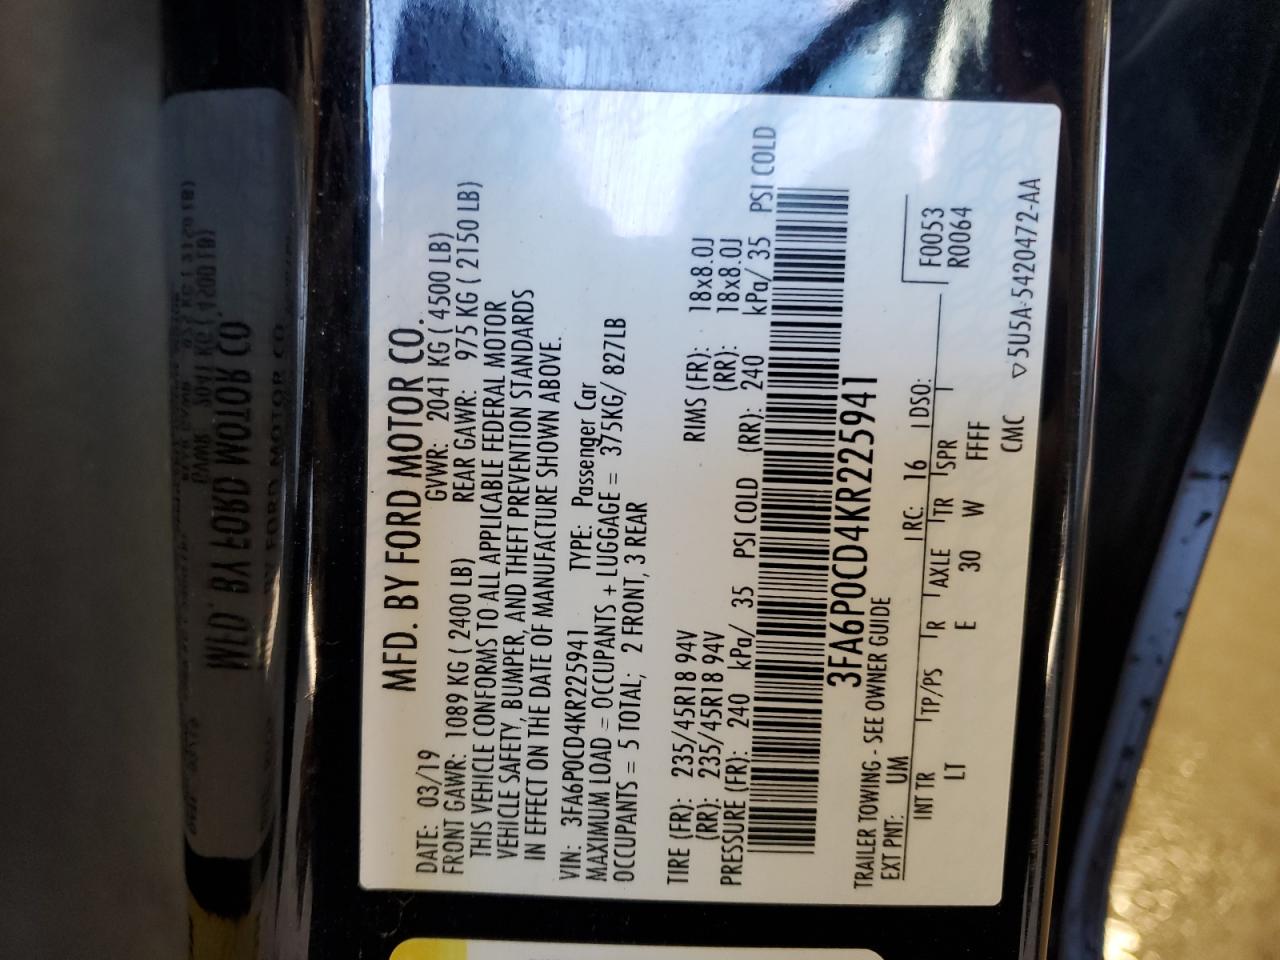 MFD. BY FORD MOTOR CO.
DATE: 03/19 GVWR: 2041 KG ( 4500 LB)
FRONT GAWR: 1089 KG ( 2400 LB) REAR GAWR: 975 KG ( 2150 LB)
THIS VEHICLE CONFORMS TO ALL APPLICABLE FEDERAL MOTOR
VEHICLE SAFETY, BUMPER, AND THEFT PREVENTION STANDARDS
IN EFFECT ON THE DATE OF MANUFACTURE SHOWN ABOVE.
VIN: 3FA6P0CD4KR225941 TYPE: Passenger Car
MAXIMUM LOAD = OCCUPANTS + LUGGAGE = 375KG/ 827LB
OCCUPANTS = 5 TOTAL; 2 FRONT, 3 REAR
TIRE (FR): 235/45R18 94V RIMS (FR): 18x8.0J
(RR): 235/45R18 94V (RR): 18x8.0J
PRESSURE (FR): 240 kPa/ 35 PSI COLD (RR): 240 kPa/ 35 PSI COLD
3FA6P0CD4KR225941
TRAILER TOWING - SEE OWNER GUIDE
EXT PNT: UM RC: 16 DSO: F0053
INT TR TP/PS R AXLE TR SPR R0064
LT E 30 W FFFF
CMC ▽5U5A-5420472-AA